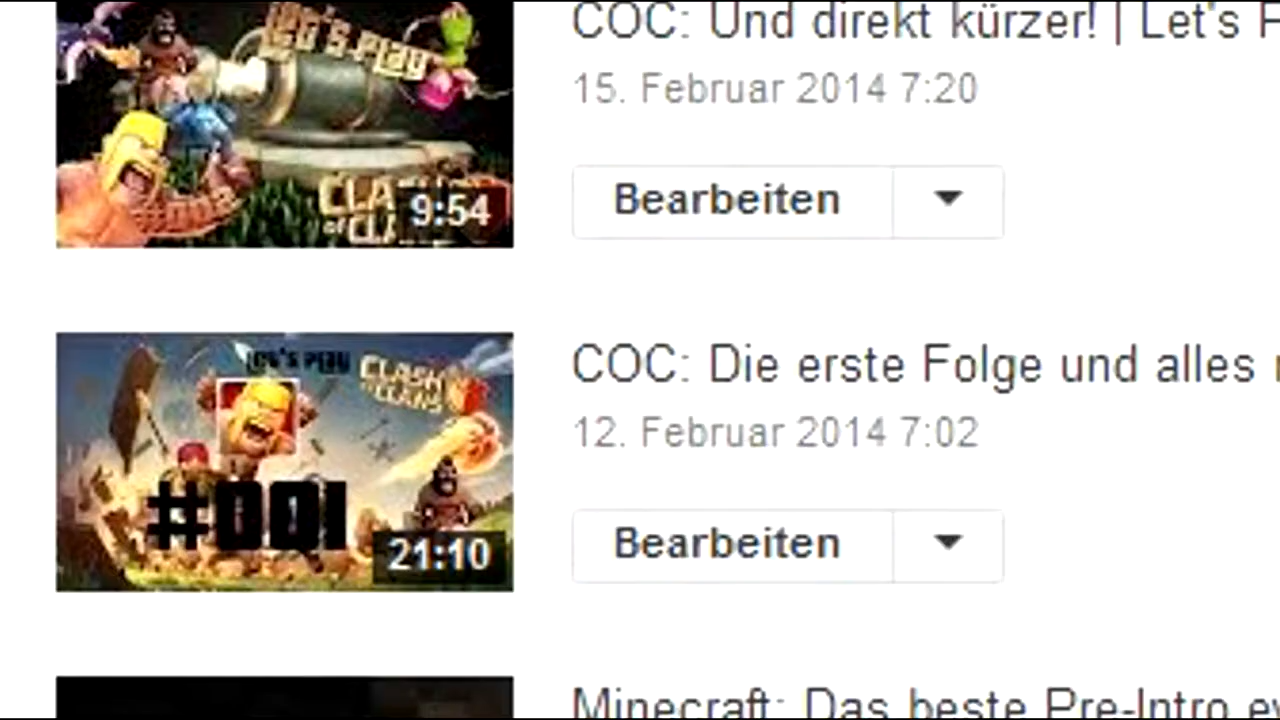 COC: Und direkt kürzer! | Let's
Let's Play
15. Februar 2014 7:20
Bearbeiten
CLA
of CLA
9:54
COC: Die erste Folge und alles
Let's Play
CLASH
of CLANS
12. Februar 2014 7:02
#001
Bearbeiten
21:10
Minecraft: Das beste Pre-Intro